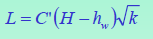 L = C"(H − h_w)√k